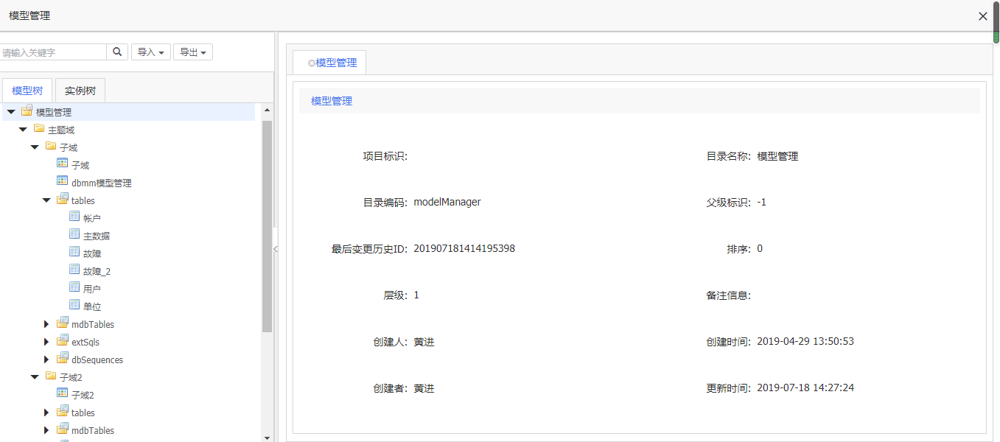 模型管理
请输入关键字
导入
导出
模型树
实例树
模型管理
主题域
子域
子域
dbmm模型管理
tables
帐户
主数据
故障
故障_2
用户
单位
mdbTables
extSqls
dbSequences
子域2
子域2
tables
mdbTables
模型管理
模型管理
项目标识:
目录名称: 模型管理
目录编码: modelManager
父级标识: -1
最后变更历史ID: 201907181414195398
排序: 0
层级: 1
备注信息:
创建人: 黄进
创建时间: 2019-04-29 13:50:53
创建者: 黄进
更新时间: 2019-07-18 14:27:24